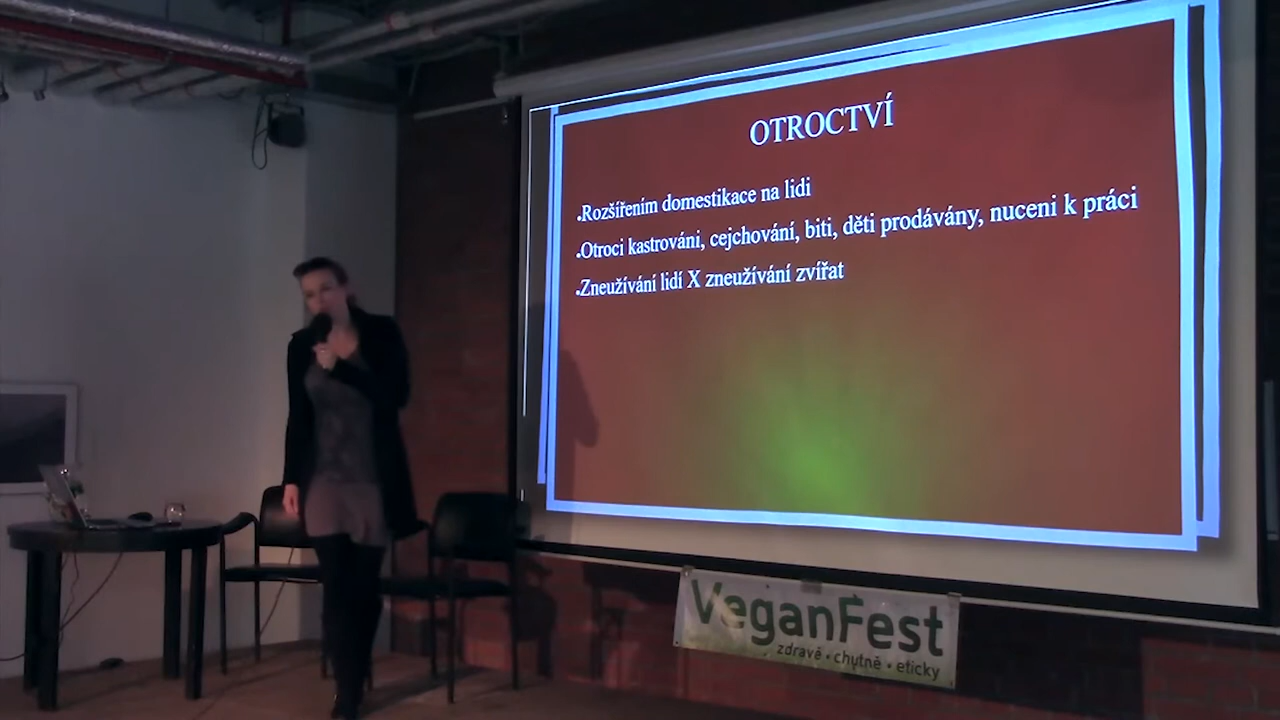 OTROCTVÍ
•Rozšířením domestikace na lidi
•Otroci kastrováni, cejchování, biti, děti prodávány, nuceni k práci
•Zneužívání lidí X zneužívání zvířat
VeganFest
zdravě • chutně • eticky